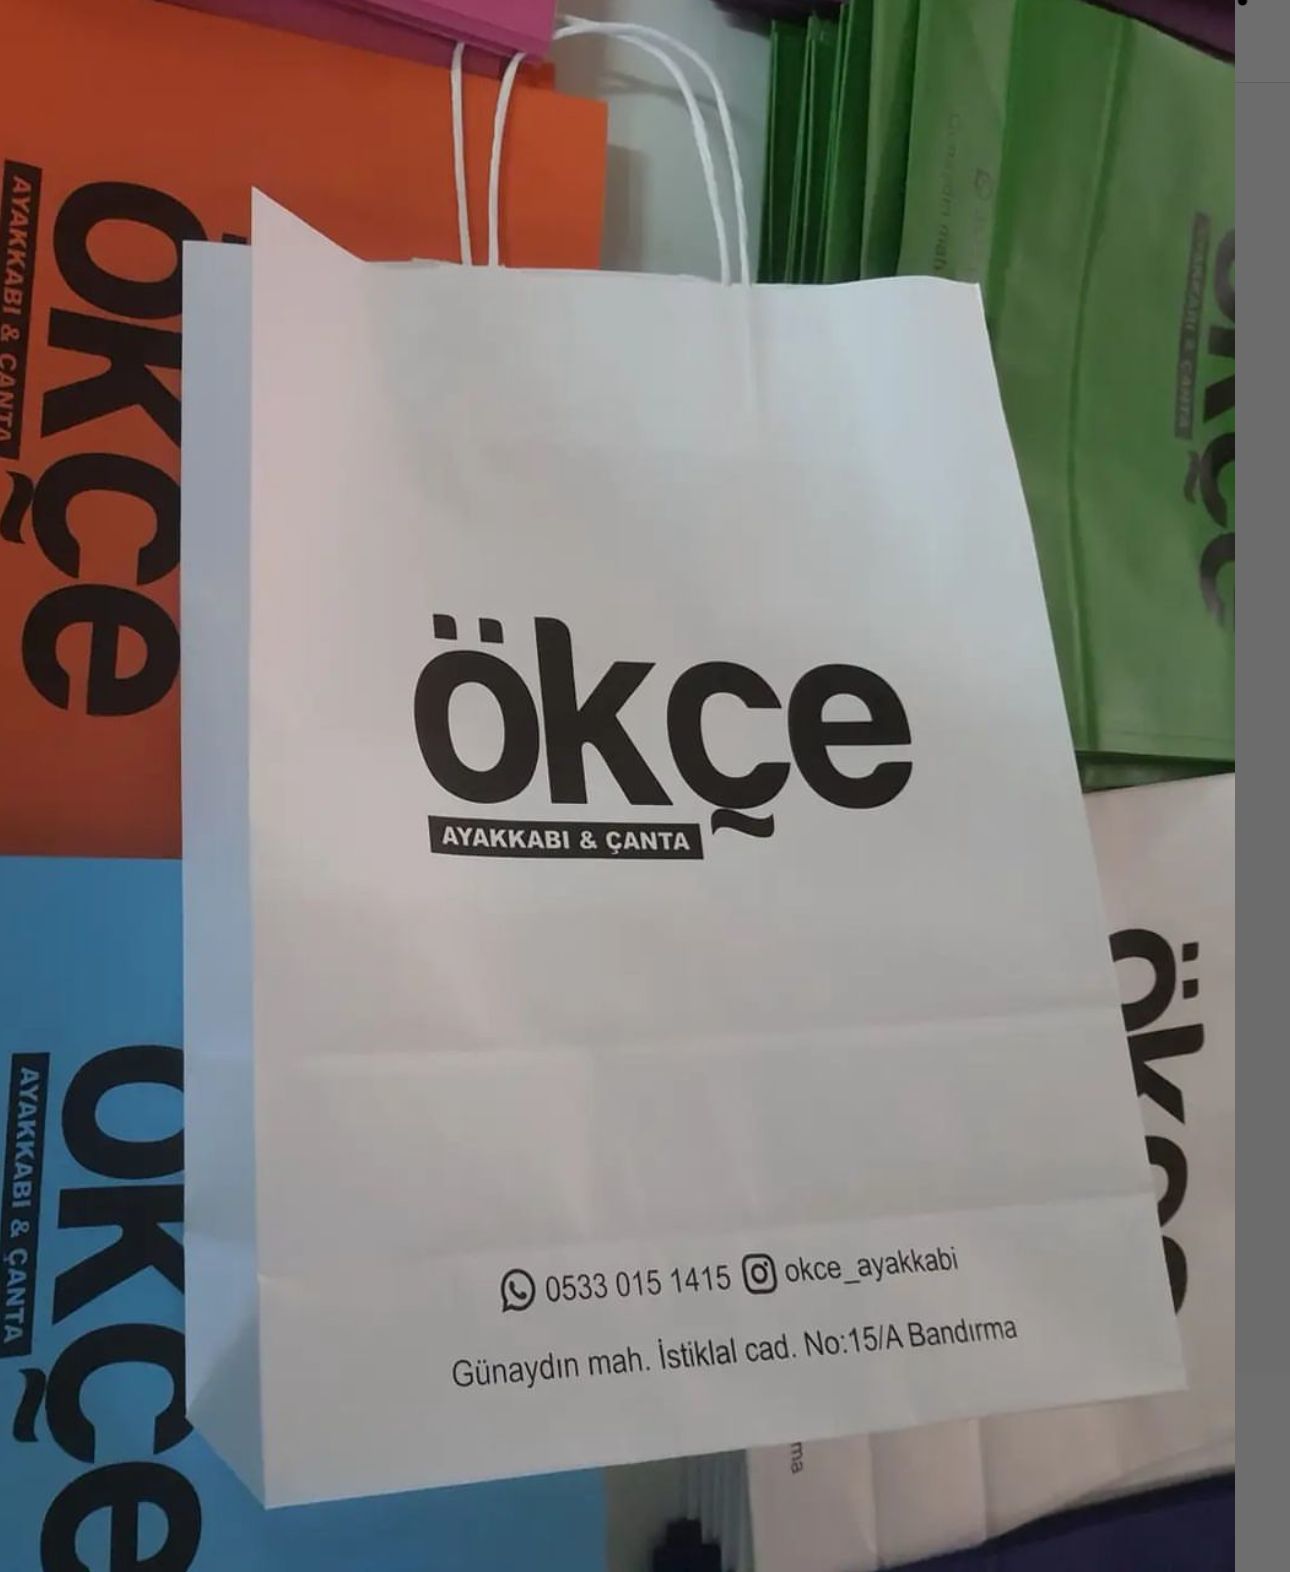 ökçe
AYAKKABI & ÇANTA
0533 015 1415 okce_ayakkabi
Günaydın mah. İstiklal cad. No:15/A Bandırma
ökçe
AYAKKABI & ÇANTA
ökçe
AYAKKABI & ÇANTA
ökçe
AYAKKABI & ÇANTA
ökçe